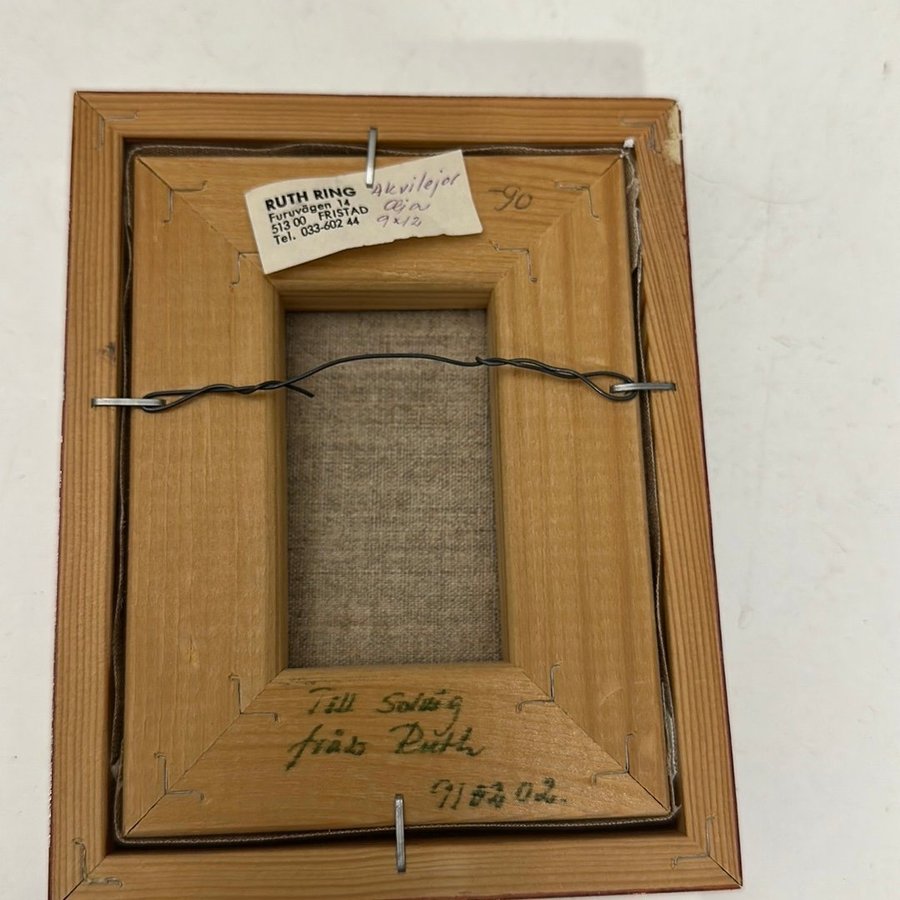 RUTH RING
Furuvägen 14
513 00 FRISTAD
Tel. 033-602 44
Akvilejor
Olja
9x12
-90
Till Solvig
från Ruth
910202.